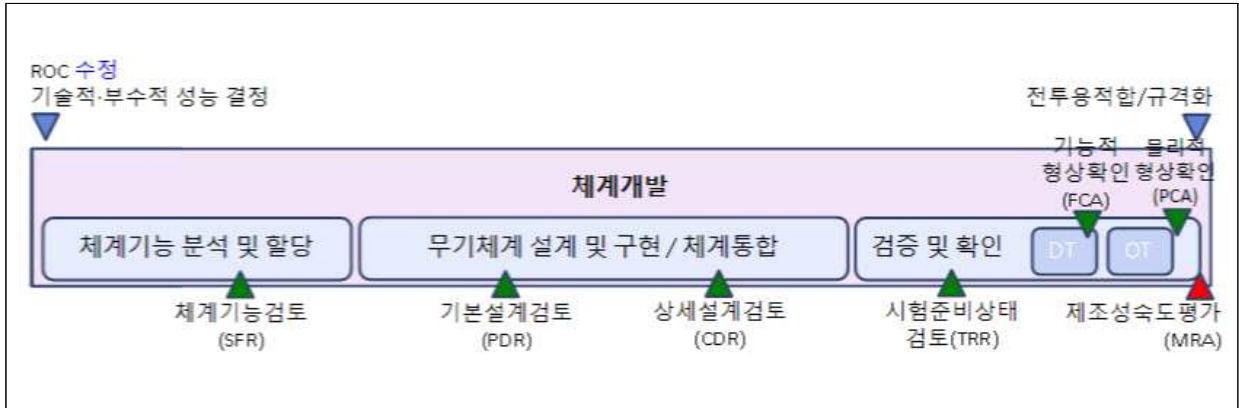 ROC 수정
기술적·부수적 성능 결정
전투용적합/규격화
기능적
형상확인
(FCA)
물리적
형상확인
(PCA)
체계개발
체계기능 분석 및 할당
무기체계 설계 및 구현 / 체계통합
검증 및 확인
DT
OT
체계기능검토
(SFR)
기본설계검토
(PDR)
상세설계검토
(CDR)
시험준비상태
검토(TRR)
제조성숙도평가
(MRA)